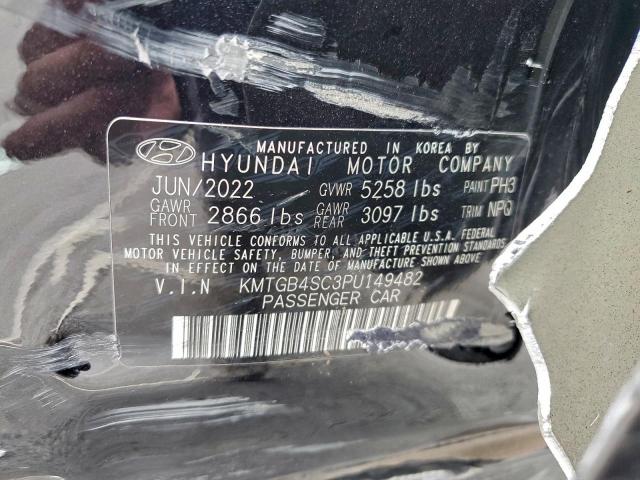 MANUFACTURED IN KOREA BY
HYUNDAI MOTOR COMPANY
JUN/2022 GVWR 5258 lbs PAINT PH3
GAWR FRONT 2866 lbs GAWR REAR 3097 lbs TRIM NPQ
THIS VEHICLE CONFORMS TO ALL APPLICABLE U.S.A. FEDERAL
MOTOR VEHICLE SAFETY, BUMPER, AND THEFT PREVENTION STANDARDS
IN EFFECT ON THE DATE OF MANUFACTURE SHOWN ABOVE
V.I.N KMTGB4SC3PU149482
PASSENGER CAR